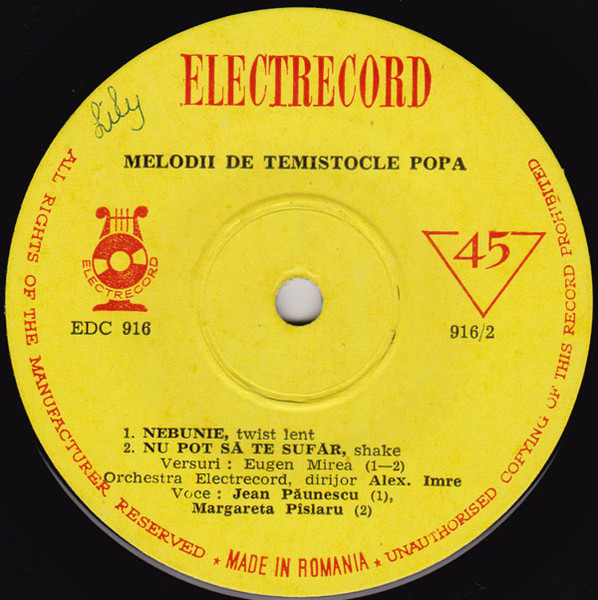 ELECTRECORD
Lily
MELODII DE TEMISTOCLE POPA
ELECTRECORD
45
EDC 916
916/2
1. NEBUNIE, twist lent
2. NU POT SĂ TE SUFĂR, shake
Versuri : Eugen Mirea (1—2)
Orchestra Electrecord, dirijor Alex. Imre
Voce : Jean Păunescu (1),
Margareta Pîslaru (2)
ALL RIGHTS OF THE MANUFACTURER RESERVED ★ MADE IN ROMANIA ★ UNAUTHORISED COPYING OF THIS RECORD PROHIBITED